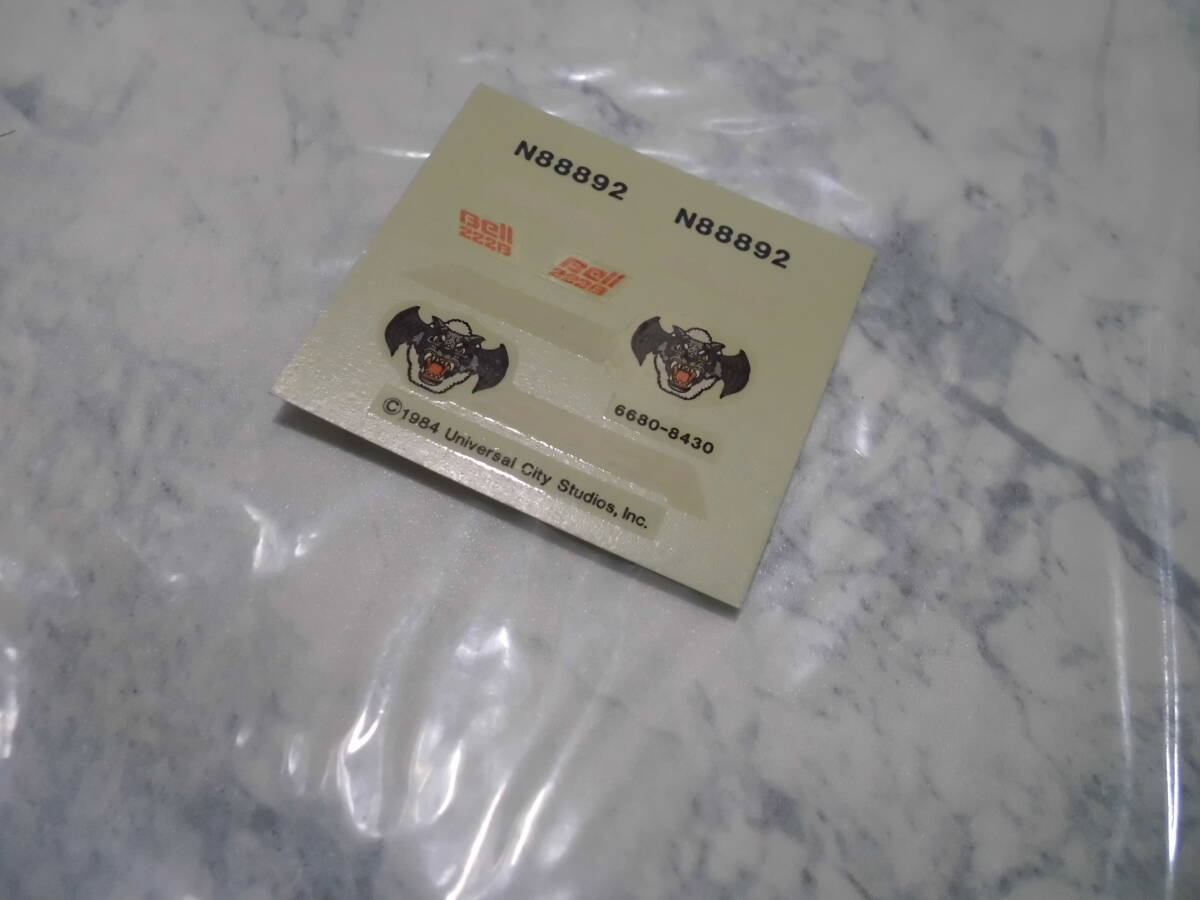 N88892
N88892
Bell
222B
Bell
222B
6680-8430
©1984 Universal City Studios, Inc.